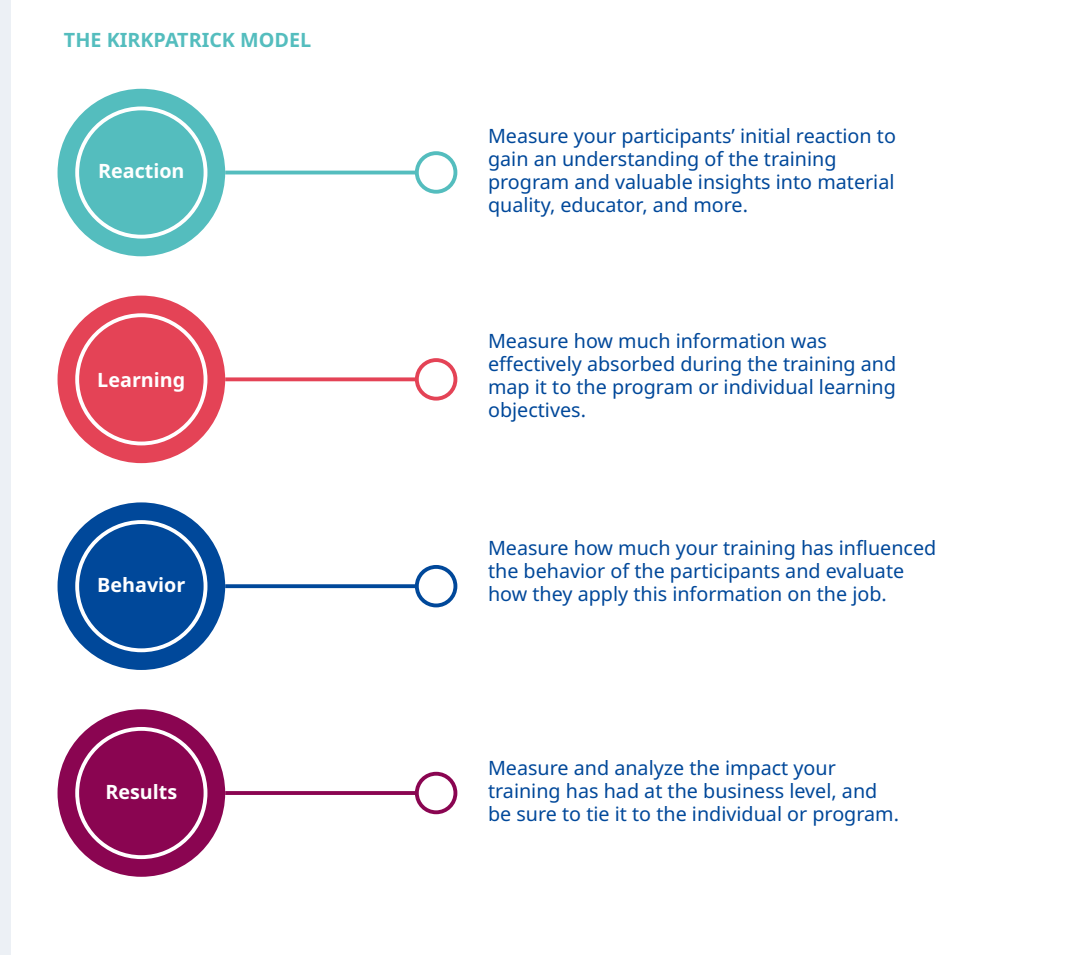 THE KIRKPATRICK MODEL
Reaction
Measure your participants’ initial reaction to
gain an understanding of the training
program and valuable insights into material
quality, educator, and more.
Learning
Measure how much information was
effectively absorbed during the training and
map it to the program or individual learning
objectives.
Behavior
Measure how much your training has influenced
the behavior of the participants and evaluate
how they apply this information on the job.
Results
Measure and analyze the impact your
training has had at the business level, and
be sure to tie it to the individual or program.